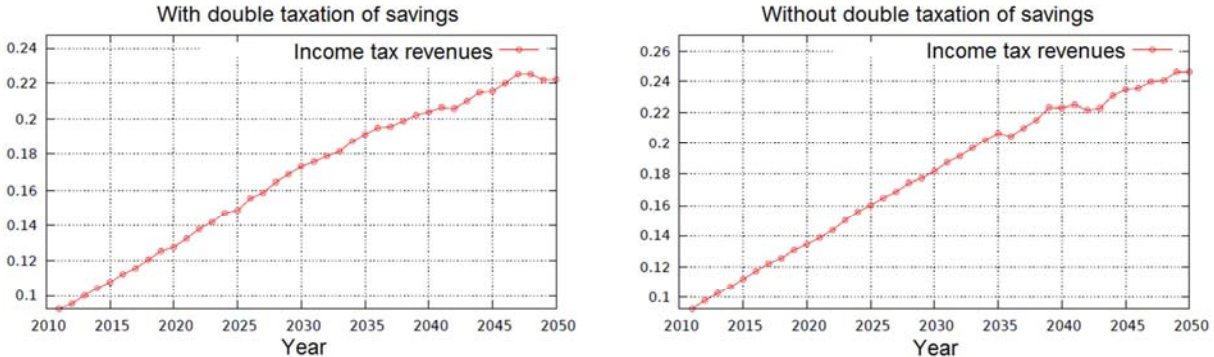 With double taxation of savings
0.24
0.22
0.2
0.18
0.16
0.14
0.12
0.1
Income tax revenues
2010 2015 2020 2025 2030 2035 2040 2045 2050
Year
Without double taxation of savings
0.26
0.24
0.22
0.2
0.18
0.16
0.14
0.12
0.1
Income tax revenues
2010 2015 2020 2025 2030 2035 2040 2045 2050
Year